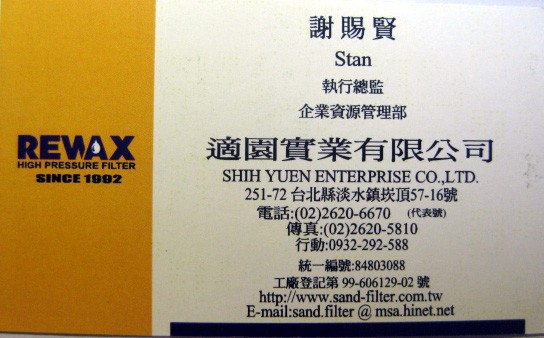 謝賜賢
Stan
執行總監
企業資源管理部
REWAX
HIGH PRESSURE FILTER
SINCE 1992
適園實業有限公司
SHIH YUEN ENTERPRISE CO.,LTD.
251-72 台北縣淡水鎮崁頂57-16號
電話:(02)2620-6670 (代表號)
傳真:(02)2620-5810
行動:0932-292-588
統一編號:84803088
工廠登記第 99-606129-02 號
http://www.sand-filter.com.tw
E-mail:sand.filter @ msa.hinet.net